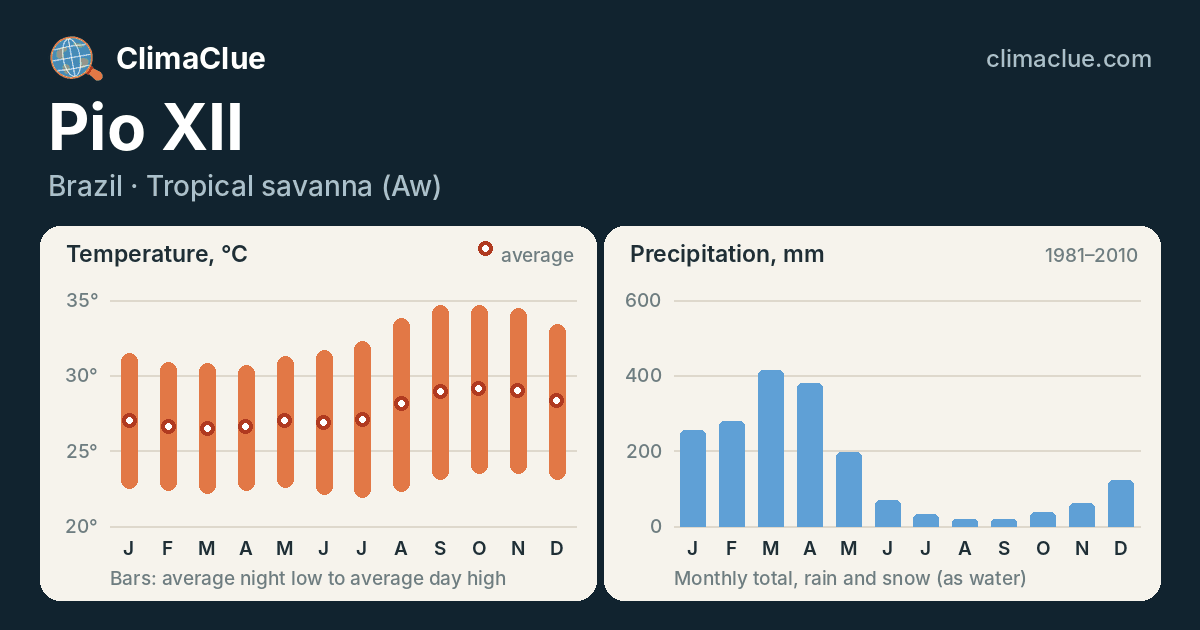 ClimaClue
climaclue.com
Pio XII
Brazil · Tropical savanna (Aw)
Temperature, °C
average
35°
30°
25°
20°
J F M A M J J A S O N D
Bars: average night low to average day high
Precipitation, mm
1981–2010
600
400
200
0
J F M A M J J A S O N D
Monthly total, rain and snow (as water)